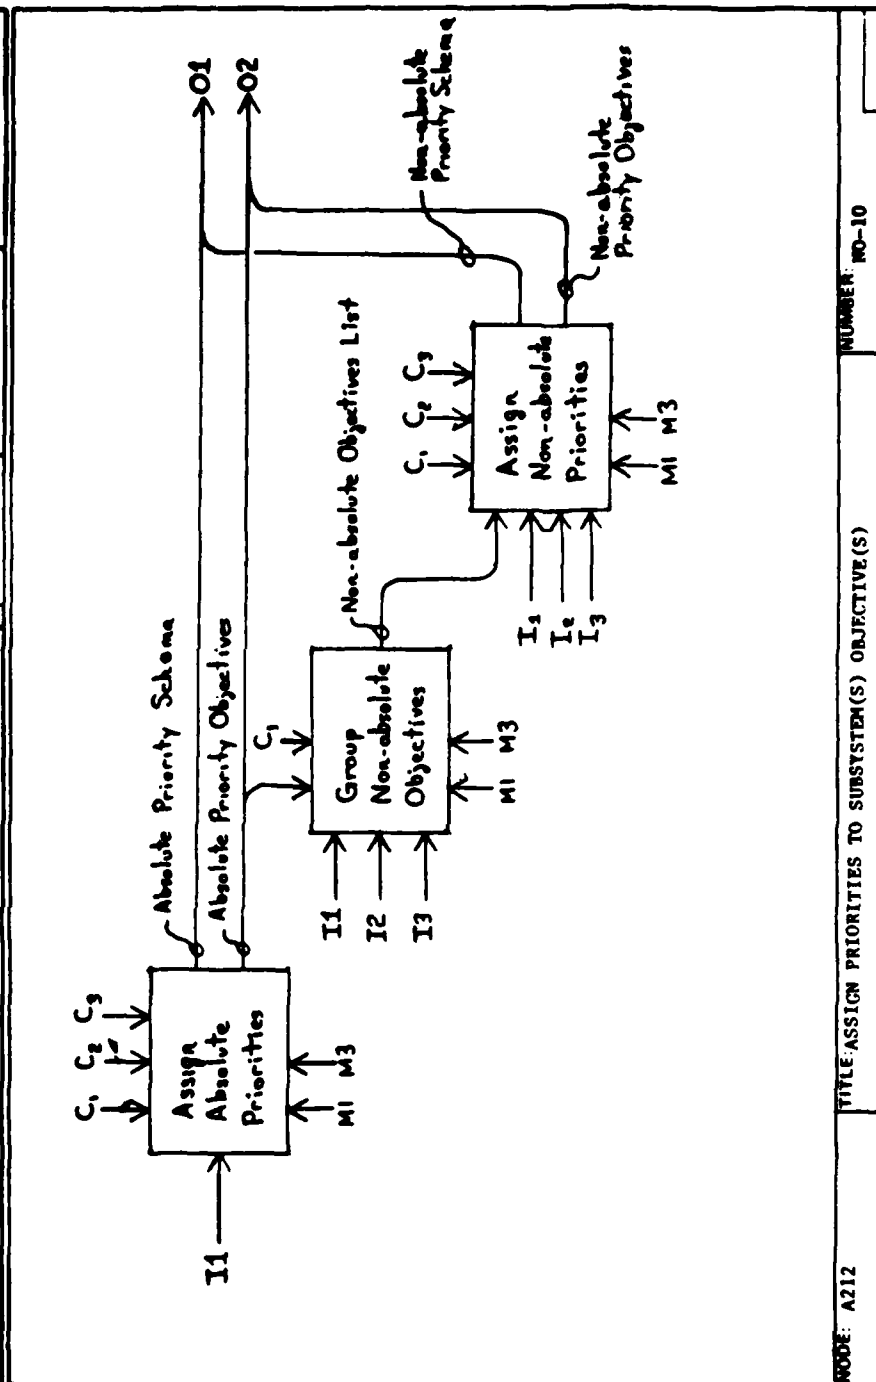 O1
O2
Absolute Priority Schema
Absolute Priority Objectives
Non-absolute
Priority Schema
Non-absolute
Priority Objectives
C1 C2 C3
I1
Assign
Absolute
Priorities
M1 M3
C1
I1
I2
I3
Group
Non-absolute
Objectives
M1 M3
Non-absolute Objectives List
C1 C2 C3
I1
I2
I3
Assign
Non-absolute
Priorities
M1 M3
NODE: A212
TITLE: ASSIGN PRIORITIES TO SUBSYSTEM(S) OBJECTIVE(S)
NUMBER: MO-10